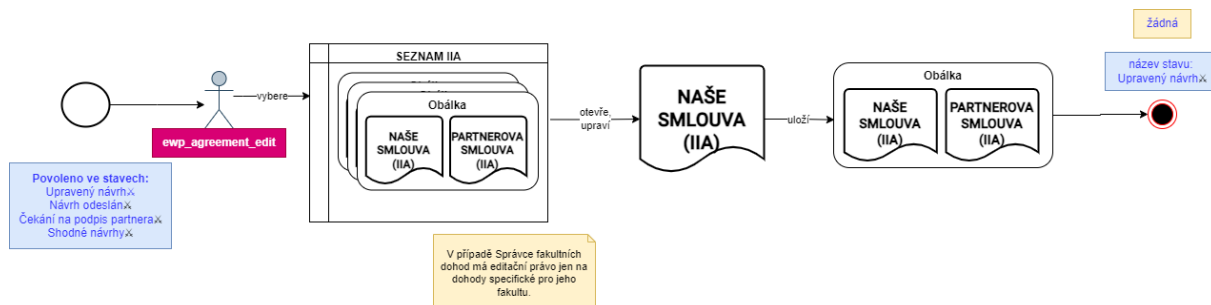 žádná
název stavu:
Upravený návrh⚔
SEZNAM IIA
Obálka
NAŠE
SMLOUVA
(IIA)
PARTNEROVA
SMLOUVA
(IIA)
vybere
ewp_agreement_edit
otevře,
upraví
NAŠE
SMLOUVA
(IIA)
uloží
Obálka
NAŠE
SMLOUVA
(IIA)
PARTNEROVA
SMLOUVA
(IIA)
Povoleno ve stavech:
Upravený návrh⚔
Návrh odeslán⚔
Čekání na podpis partnera⚔
Shodné návrhy⚔
V případě Správce fakultních
dohod má editační právo jen na
dohody specifické pro jeho
fakultu.